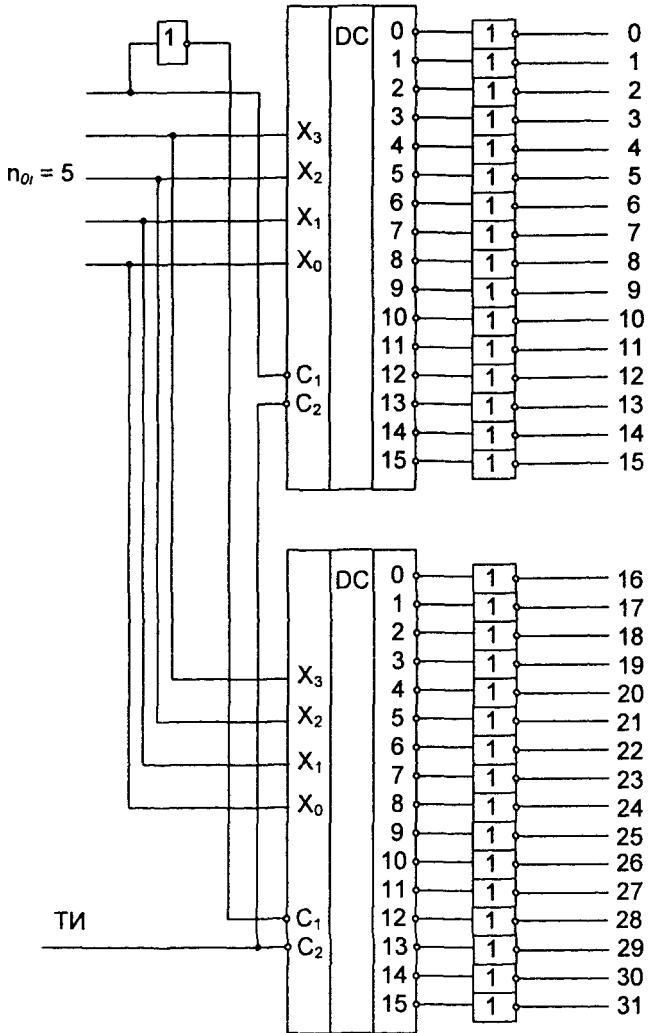 1
DC 0 1 0
1 1 1
2 1 2
3 1 3
X₃ 4 1 4
n₀ᵢ = 5 X₂ 5 1 5
6 1 6
X₁ 7 1 7
X₀ 8 1 8
9 1 9
10 1 10
11 1 11
C₁ 12 1 12
C₂ 13 1 13
14 1 14
15 1 15
DC 0 1 16
1 1 17
2 1 18
3 1 19
X₃ 4 1 20
X₂ 5 1 21
6 1 22
X₁ 7 1 23
X₀ 8 1 24
9 1 25
10 1 26
11 1 27
ТИ C₁ 12 1 28
C₂ 13 1 29
14 1 30
15 1 31